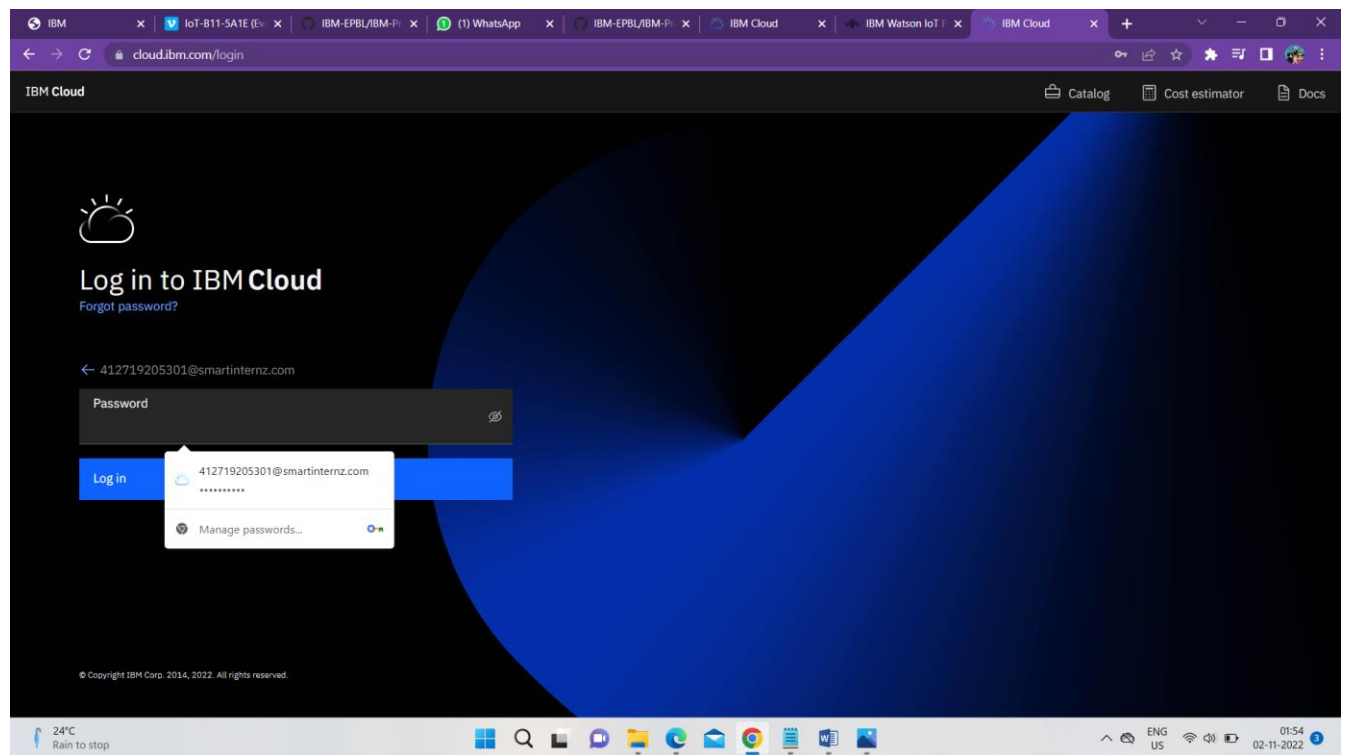 IBM
IoT-B11-5A1E (Ev
IBM-EPBL/IBM-Pr
(1) WhatsApp
IBM-EPBL/IBM-Pr
IBM Cloud
IBM Watson IoT P
IBM Cloud
cloud.ibm.com/login
IBM Cloud
Catalog
Cost estimator
Docs
Log in to IBM Cloud
Forgot password?
412719205301@smartinternz.com
Password
Log in
412719205301@smartinternz.com
••••••••••
Manage passwords...
© Copyright IBM Corp. 2014, 2022. All rights reserved.
24°C
Rain to stop
ENG
US
01:54
02-11-2022
3